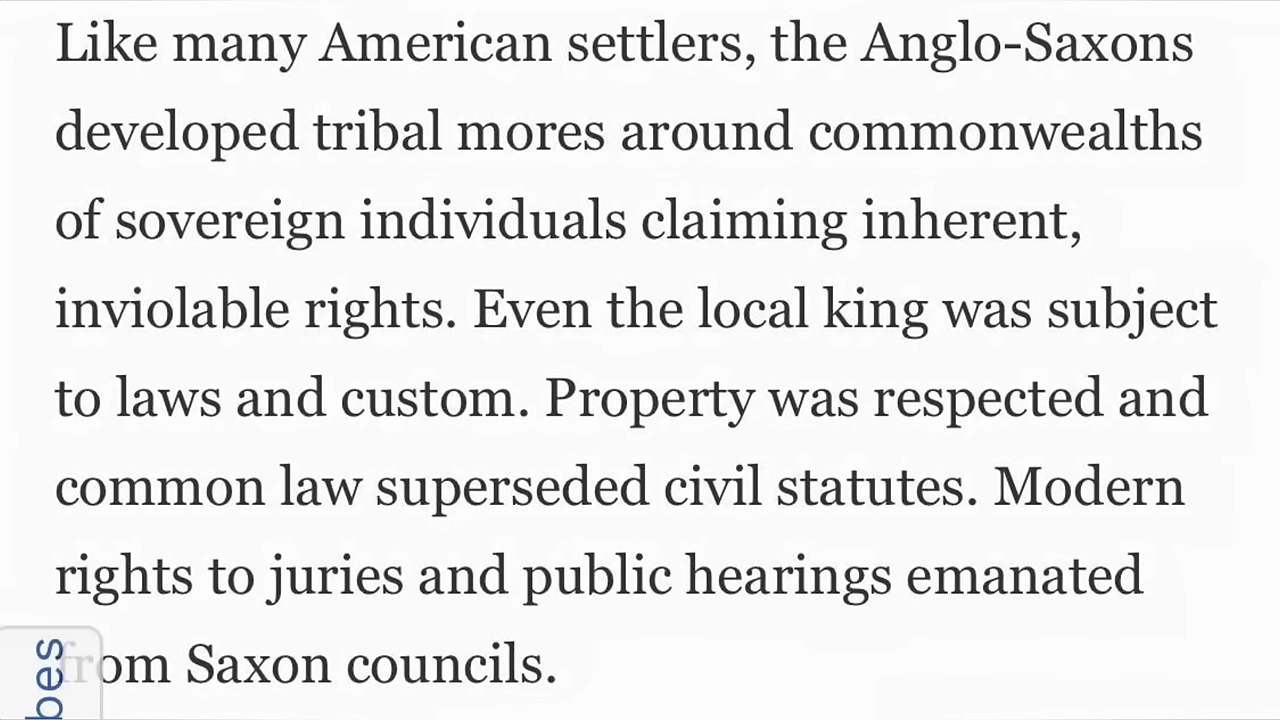 Like many American settlers, the Anglo-Saxons
developed tribal mores around commonwealths
of sovereign individuals claiming inherent,
inviolable rights. Even the local king was subject
to laws and custom. Property was respected and
common law superseded civil statutes. Modern
rights to juries and public hearings emanated
from Saxon councils.
bes